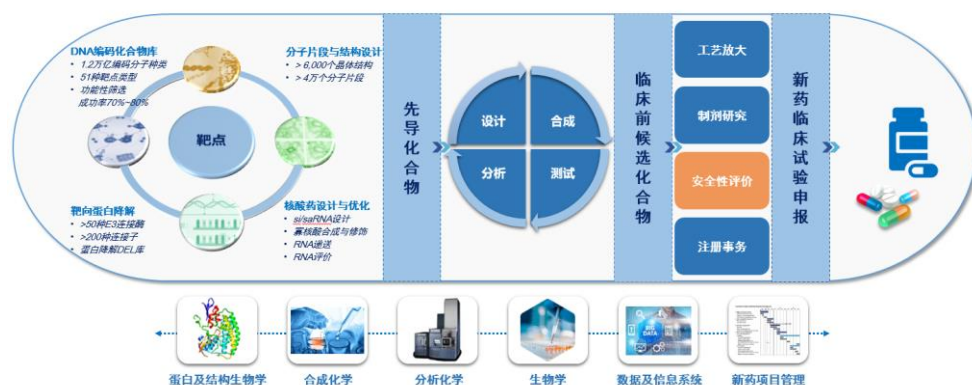 DNA编码化合物库
• 1.2万亿编码分子种类
• 51种靶点类型
• 功能性筛选
成功率70%~80%
分子片段与结构设计
• > 6,000个晶体结构
• > 4万个分子片段
靶点
靶向蛋白降解
• >50种E3连接酶
• >200种连接子
• 蛋白降解DEL库
核酸药设计与优化
• si/saRNA设计
• 寡核酸合成与修饰
• RNA递送
• RNA评价
先导化合物
设计
合成
分析
测试
临床前候选化合物
工艺放大
制剂研究
安全性评价
注册事务
新药临床试验申报
蛋白及结构生物学
合成化学
分析化学
生物学
数据及信息系统
新药项目管理